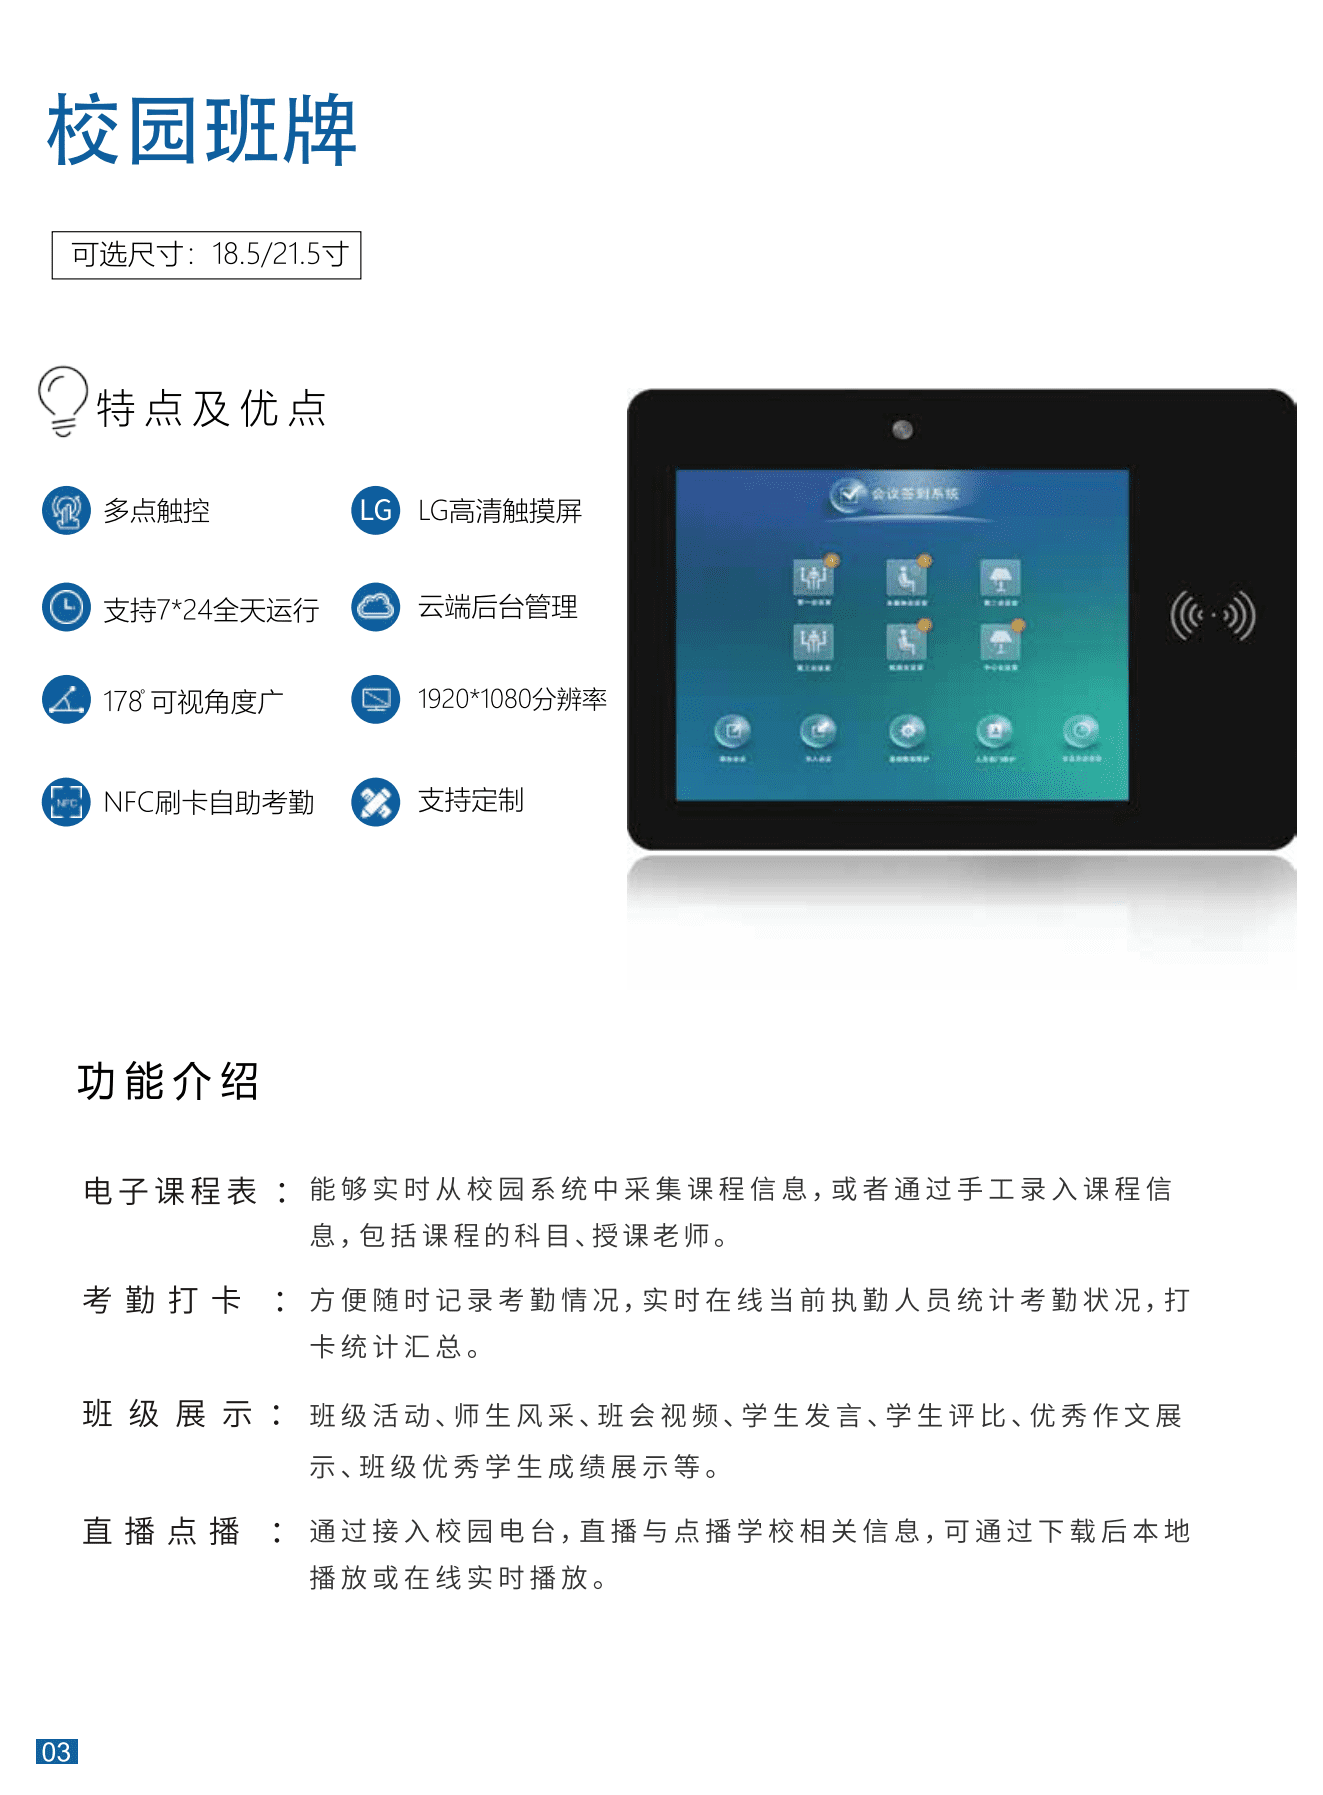 校园班牌
可选尺寸：18.5/21.5寸
特点及优点
多点触控
LG
LG高清触摸屏
支持7*24全天运行
云端后台管理
178°可视角度广
1920*1080分辨率
NFC
NFC刷卡自助考勤
支持定制
会议签到系统
功能介绍
电子课程表：能够实时从校园系统中采集课程信息，或者通过手工录入课程信
息，包括课程的科目、授课老师。
考勤打卡：方便随时记录考勤情况，实时在线当前执勤人员统计考勤状况，打
卡统计汇总。
班级展示：班级活动、师生风采、班会视频、学生发言、学生评比、优秀作文展
示、班级优秀学生成绩展示等。
直播点播：通过接入校园电台，直播与点播学校相关信息，可通过下载后本地
播放或在线实时播放。
03